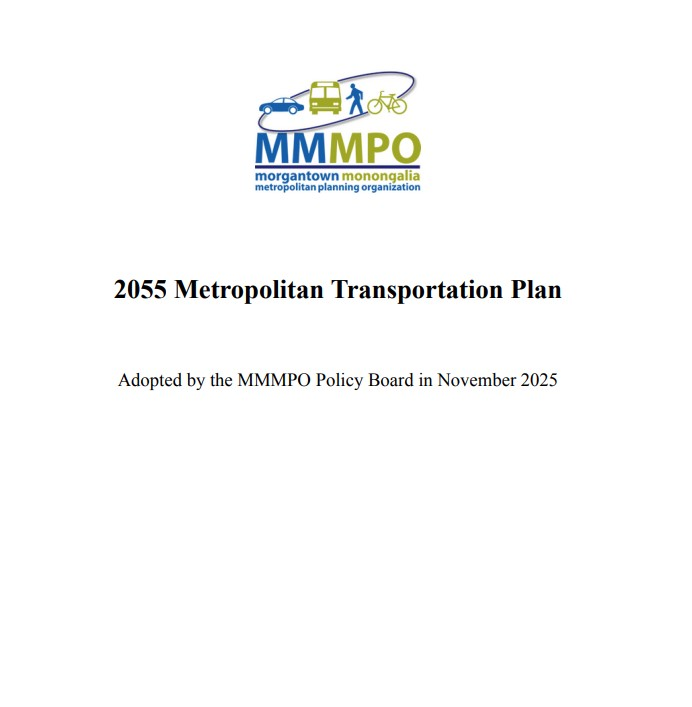 MMMPO
morgantown monongalia
metropolitan planning organization
2055 Metropolitan Transportation Plan
Adopted by the MMMPO Policy Board in November 2025